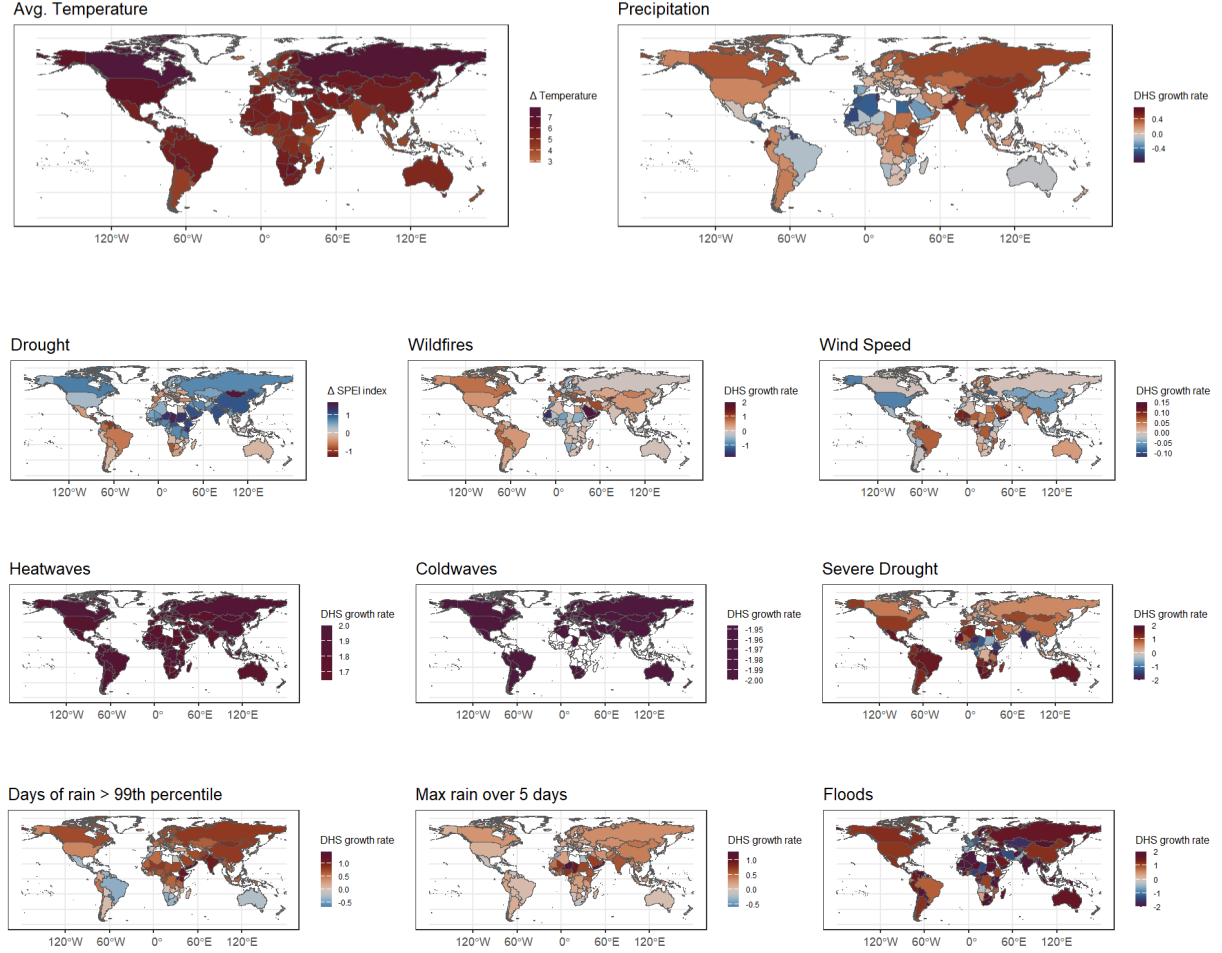 Avg. Temperature
Δ Temperature
7
6
5
4
3
120°W 60°W 0° 60°E 120°E
Precipitation
DHS growth rate
0.4
0.0
-0.4
120°W 60°W 0° 60°E 120°E
Drought
Δ SPEI index
1
0
-1
120°W 60°W 0° 60°E 120°E
Wildfires
DHS growth rate
2
1
0
-1
120°W 60°W 0° 60°E 120°E
Wind Speed
DHS growth rate
0.15
0.10
0.05
0.00
-0.05
-0.10
120°W 60°W 0° 60°E 120°E
Heatwaves
DHS growth rate
2.0
1.9
1.8
1.7
120°W 60°W 0° 60°E 120°E
Coldwaves
DHS growth rate
-1.95
-1.96
-1.97
-1.98
-1.99
-2.00
120°W 60°W 0° 60°E 120°E
Severe Drought
DHS growth rate
2
1
0
-1
-2
120°W 60°W 0° 60°E 120°E
Days of rain > 99th percentile
DHS growth rate
1.0
0.5
0.0
-0.5
120°W 60°W 0° 60°E 120°E
Max rain over 5 days
DHS growth rate
1.0
0.5
0.0
-0.5
120°W 60°W 0° 60°E 120°E
Floods
DHS growth rate
2
1
0
-1
-2
120°W 60°W 0° 60°E 120°E